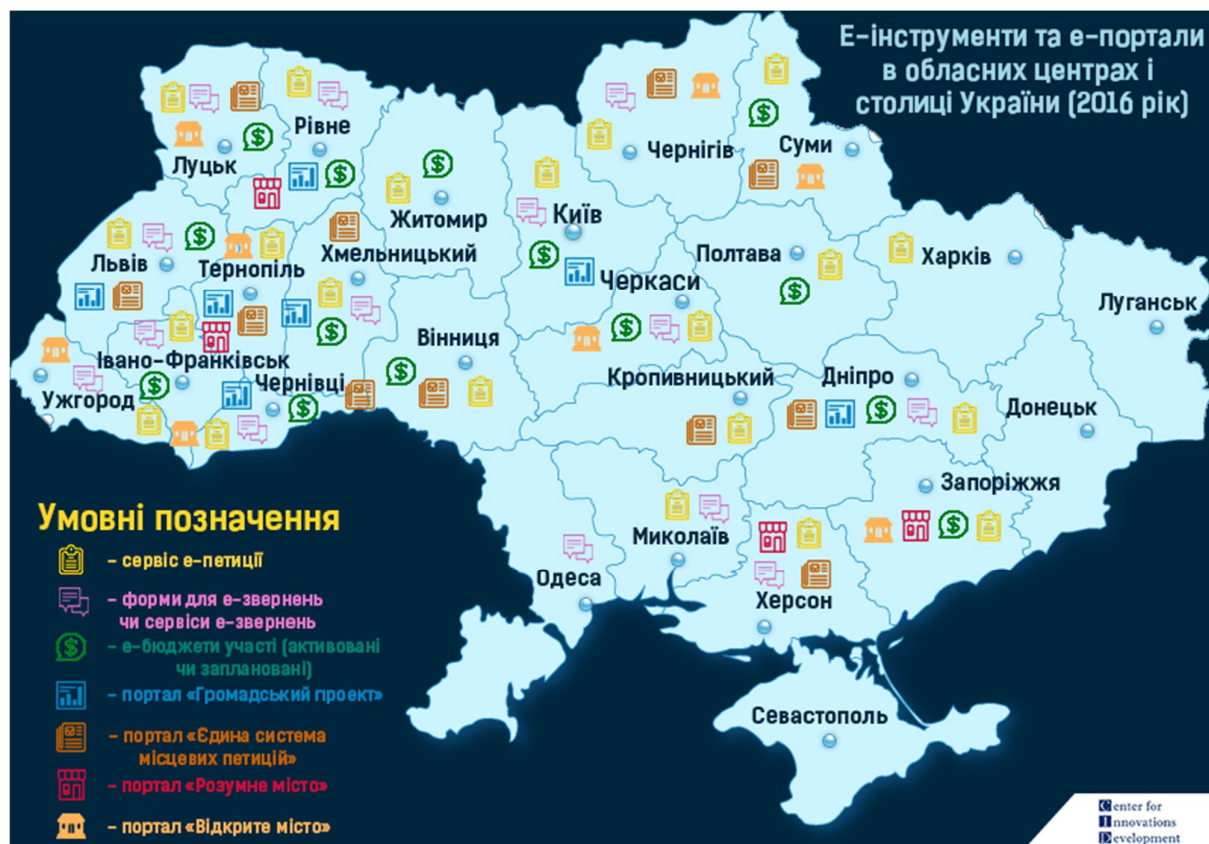 Е-інструменти та е-портали
в обласних центрах і
столиці України (2016 рік)
Луцьк
Рівне
Житомир
Київ
Чернігів
Суми
Львів
Тернопіль
Хмельницький
Черкаси
Полтава
Харків
Луганськ
Івано-Франківськ
Вінниця
Ужгород
Чернівці
Кропивницький
Дніпро
Донецьк
Запоріжжя
Миколаїв
Одеса
Херсон
Севастополь
Умовні позначення
– сервіс е-петиції
– форми для е-звернень
чи сервіси е-звернень
– е-бюджети участі (активовані
чи заплановані)
– портал «Громадський проект»
– портал «Єдина система
місцевих петицій»
– портал «Розумне місто»
– портал «Відкрите місто»
Center for
Innovations
Development